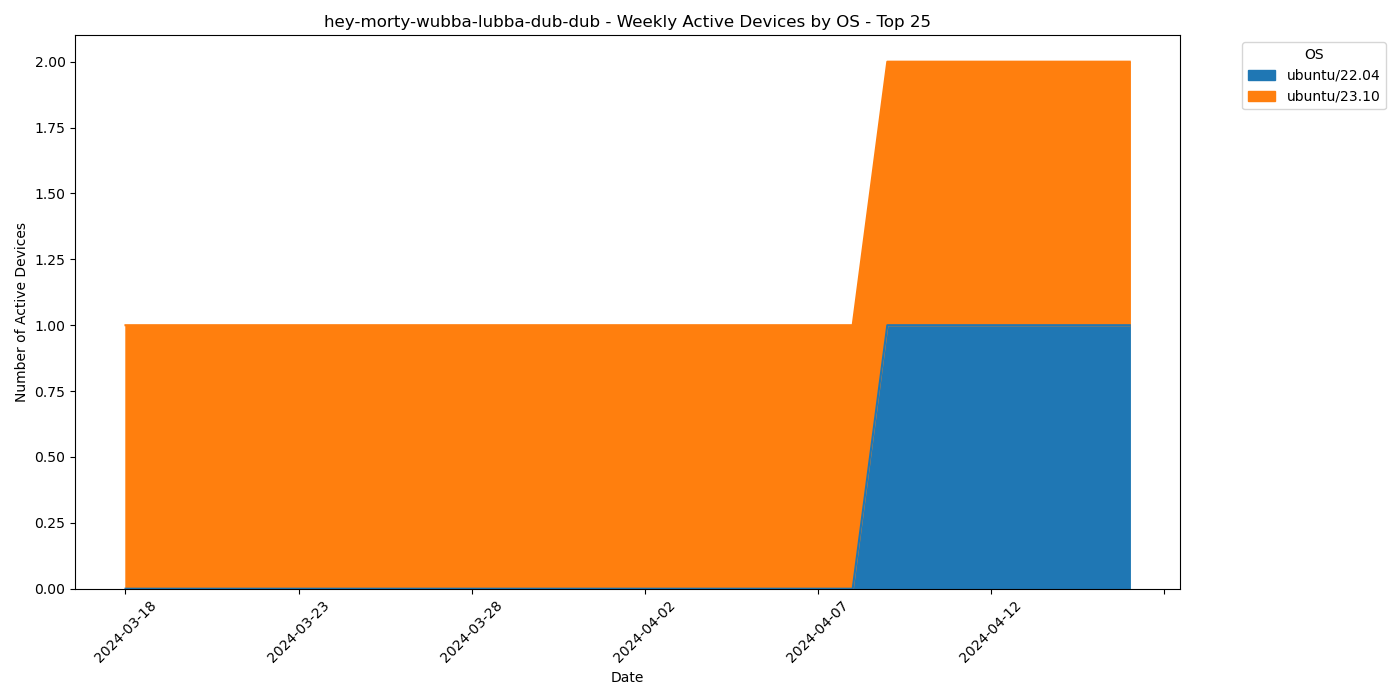 hey-morty-wubba-lubba-dub-dub - Weekly Active Devices by OS - Top 25
OS
ubuntu/22.04
ubuntu/23.10
Number of Active Devices
2.00
1.75
1.50
1.25
1.00
0.75
0.50
0.25
0.00
2024-03-18
2024-03-23
2024-03-28
2024-04-02
2024-04-07
2024-04-12
Date